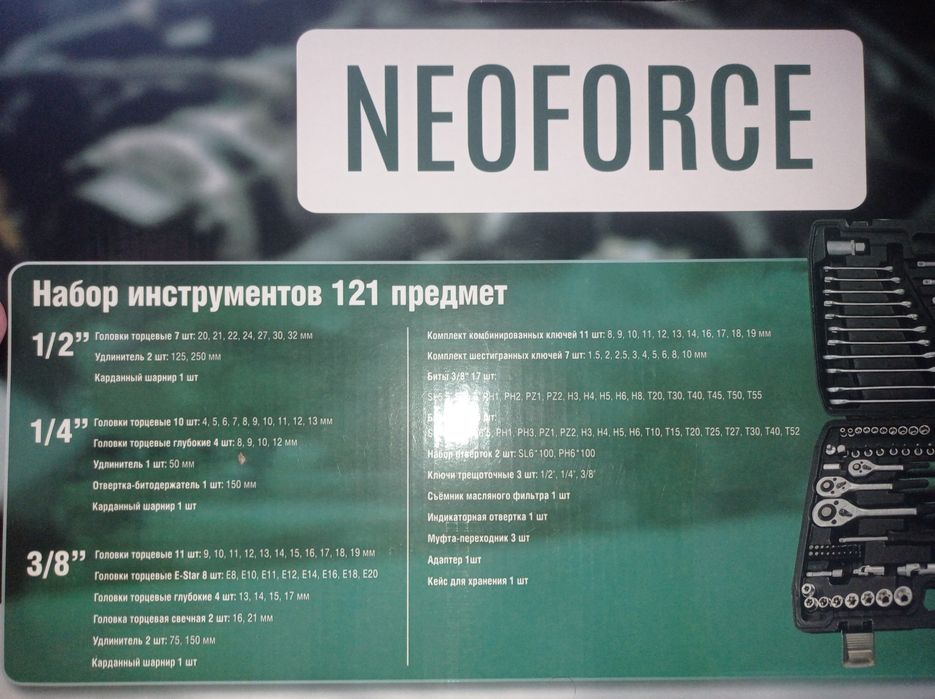 NEOFORCE
Набор инструментов 121 предмет
1/2”
Головки торцевые 7 шт: 20, 21, 22, 24, 27, 30, 32 мм
Удлинитель 2 шт: 125, 250 мм
Карданный шарнир 1 шт
1/4”
Головки торцевые 10 шт: 4, 5, 6, 7, 8, 9, 10, 11, 12, 13 мм
Головки торцевые глубокие 4 шт: 8, 9, 10, 12 мм
Удлинитель 1 шт: 50 мм
Отвертка-битодержатель 1 шт: 150 мм
Карданный шарнир 1 шт
3/8”
Головки торцевые 11 шт: 9, 10, 11, 12, 13, 14, 15, 16, 17, 18, 19 мм
Головки торцевые E-Star 8 шт: E8, E10, E11, E12, E14, E16, E18, E20
Головки торцевые глубокие 4 шт: 13, 14, 15, 17 мм
Головка торцевая свечная 2 шт: 16, 21 мм
Удлинитель 2 шт: 75, 150 мм
Карданный шарнир 1 шт
Комплект комбинированных ключей 11 шт: 8, 9, 10, 11, 12, 13, 14, 16, 17, 18, 19 мм
Комплект шестигранных ключей 7 шт: 1.5, 2, 2.5, 3, 4, 5, 6, 8, 10 мм
Биты 3/8" 17 шт:
PH1, PH2, PZ1, PZ2, H3, H4, H5, H6, H8, T20, T30, T40, T45, T50, T55
шт:
PH1, PH3, PZ1, PZ2, H3, H4, H5, H6, T10, T15, T20, T25, T27, T30, T40, T52
Набор отверток 2 шт: SL6*100, PH6*100
Ключи трещоточные 3 шт: 1/2', 1/4', 3/8'
Съёмник масляного фильтра 1 шт
Индикаторная отвертка 1 шт
Муфта-переходник 3 шт
Адаптер 1шт
Кейс для хранения 1 шт